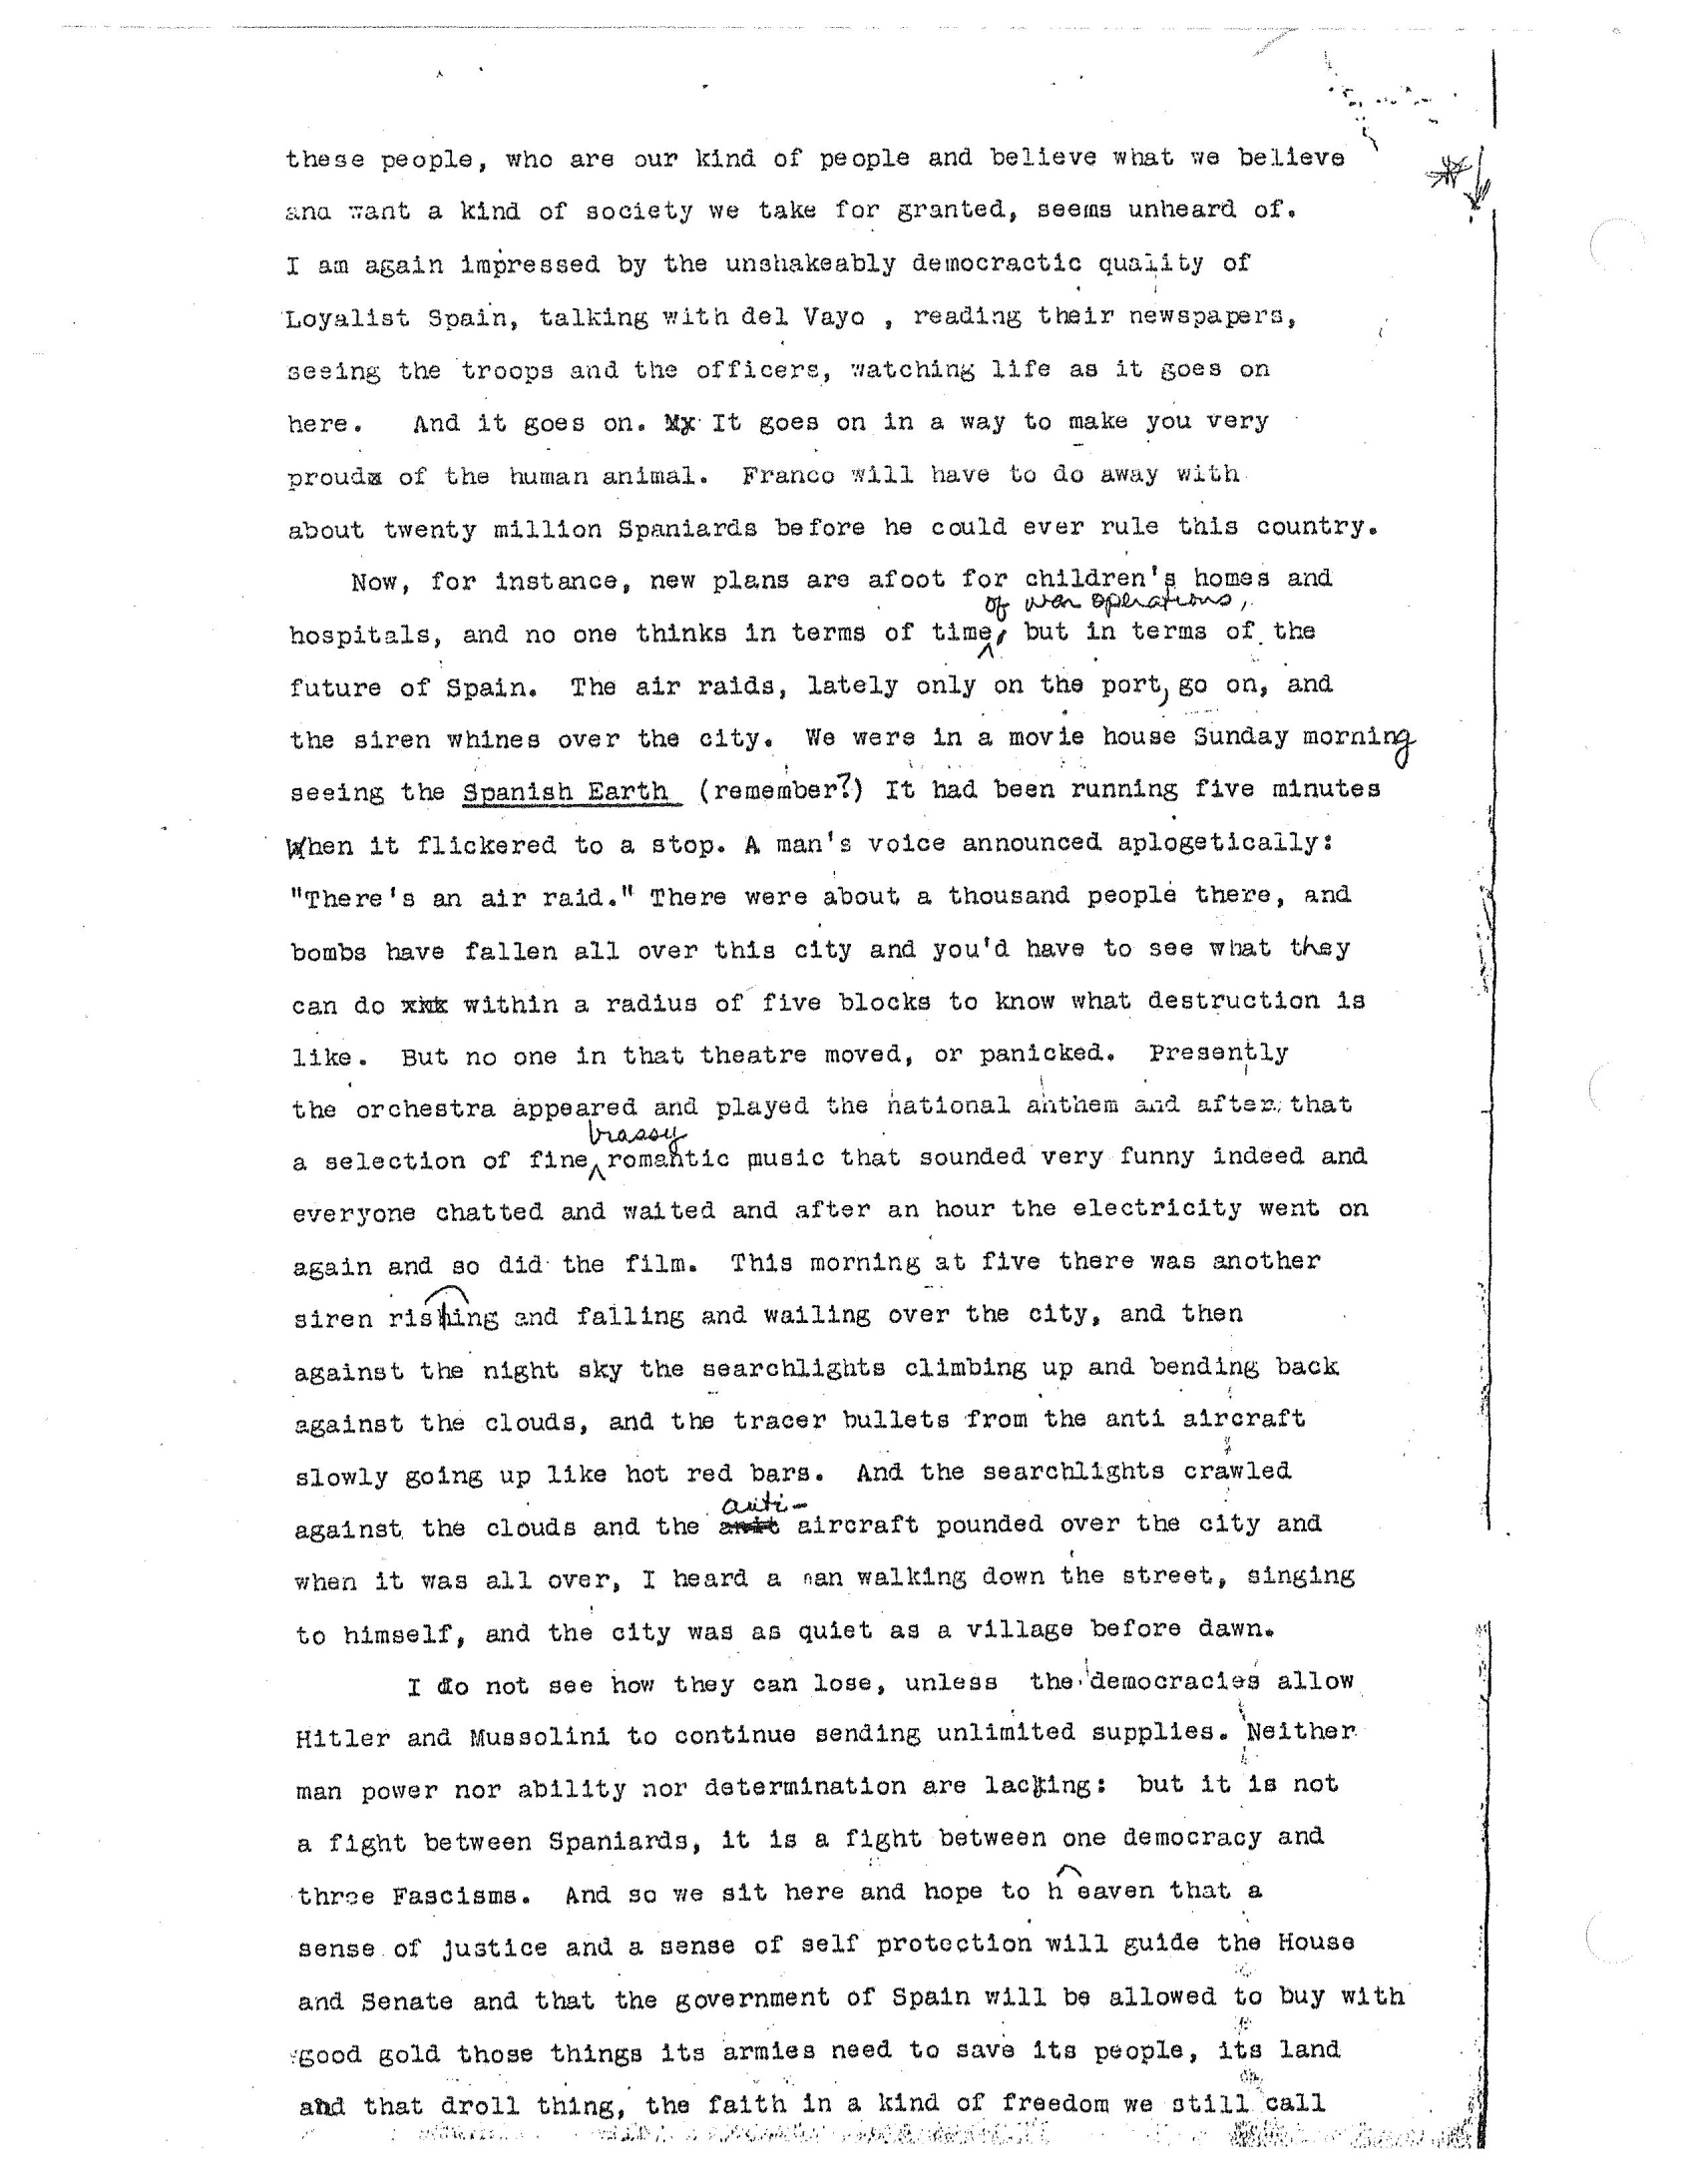 these people, who are our kind of people and believe what we believe
and want a kind of society we take for granted, seems unheard of.
I am again impressed by the unshakeably democractic quality of
Loyalist Spain, talking with del Vayo , reading their newspapers,
seeing the troops and the officers, watching life as it goes on
here. And it goes on. Mx It goes on in a way to make you very
proudx of the human animal. Franco will have to do away with
about twenty million Spaniards before he could ever rule this country.
Now, for instance, new plans are afoot for children's homes and
of war operations,
hospitals, and no one thinks in terms of time, but in terms of the
future of Spain. The air raids, lately only on the port, go on, and
the siren whines over the city. We were in a movie house Sunday morning
seeing the Spanish Earth (remember?) It had been running five minutes
When it flickered to a stop. A man's voice announced aplogetically:
"There's an air raid." There were about a thousand people there, and
bombs have fallen all over this city and you'd have to see what they
can do xxx within a radius of five blocks to know what destruction is
like. But no one in that theatre moved, or panicked. Presently
the orchestra appeared and played the national anthem and after that
brassy
a selection of fine romantic music that sounded very funny indeed and
everyone chatted and waited and after an hour the electricity went on
again and so did the film. This morning at five there was another
siren rishing and falling and wailing over the city, and then
against the night sky the searchlights climbing up and bending back
against the clouds, and the tracer bullets from the anti aircraft
slowly going up like hot red bars. And the searchlights crawled
anti-
against the clouds and the anit aircraft pounded over the city and
when it was all over, I heard a man walking down the street, singing
to himself, and the city was as quiet as a village before dawn.
I do not see how they can lose, unless the democracies allow
Hitler and Mussolini to continue sending unlimited supplies. Neither
man power nor ability nor determination are lacking: but it is not
a fight between Spaniards, it is a fight between one democracy and
three Fascisms. And so we sit here and hope to h eaven that a
sense of justice and a sense of self protection will guide the House
and Senate and that the government of Spain will be allowed to buy with
good gold those things its armies need to save its people, its land
and that droll thing, the faith in a kind of freedom we still call